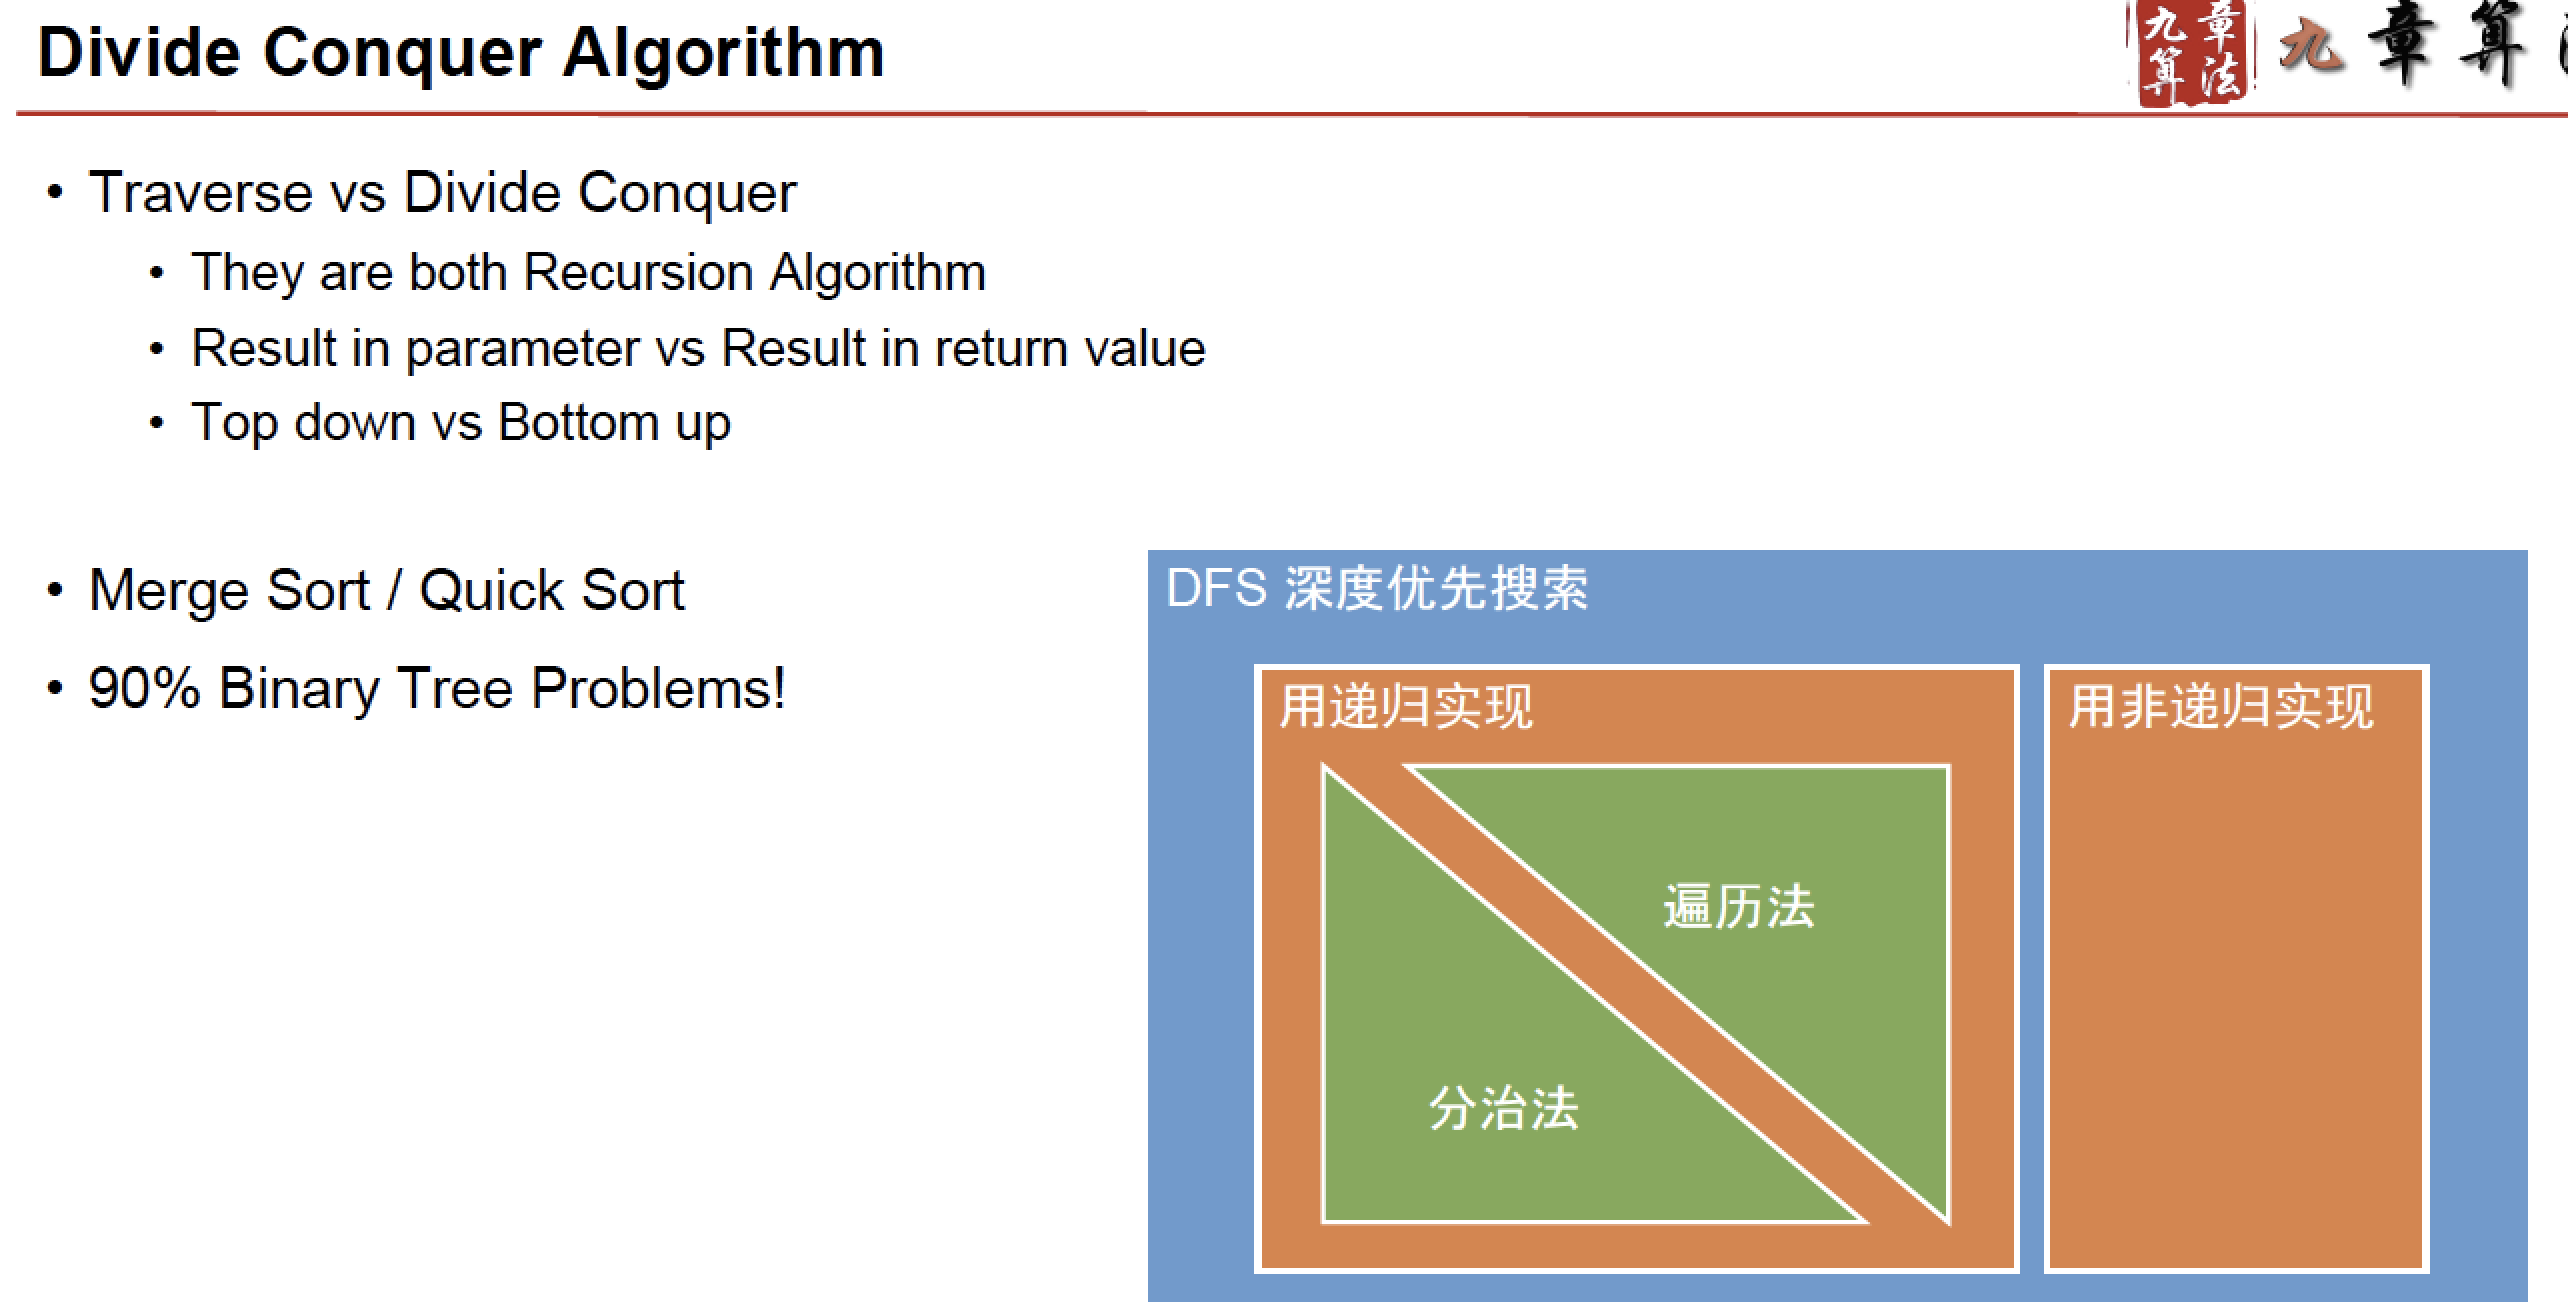 Divide Conquer Algorithm
九章
算法
九章算
• Traverse vs Divide Conquer
• They are both Recursion Algorithm
• Result in parameter vs Result in return value
• Top down vs Bottom up
• Merge Sort / Quick Sort
• 90% Binary Tree Problems!
DFS 深度优先搜索
用递归实现
用非递归实现
遍历法
分治法